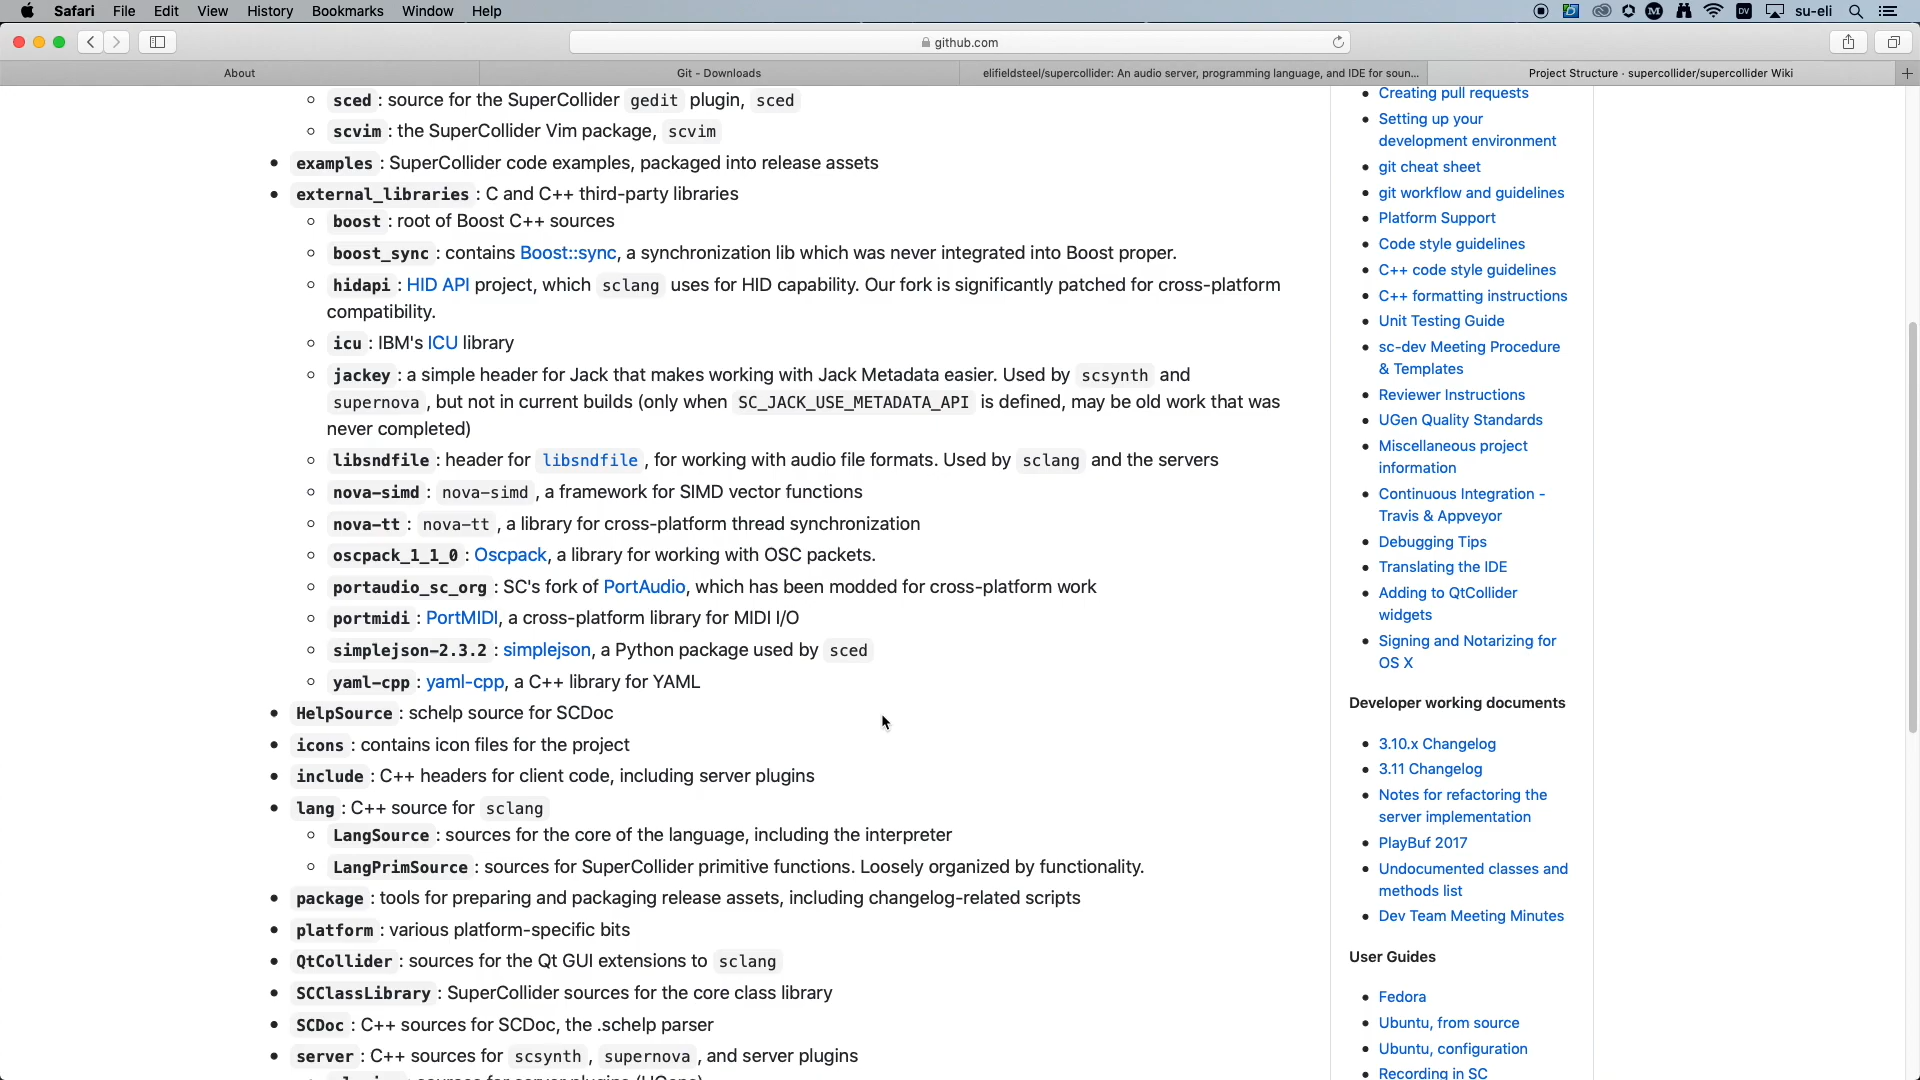 Safari File Edit View History Bookmarks Window Help su-eli
github.com
About
Git - Downloads
elifieldsteel/supercollider: An audio server, programming language, and IDE for soun...
Project Structure · supercollider/supercollider Wiki
sced : source for the SuperCollider gedit plugin, sced
scvim : the SuperCollider Vim package, scvim
examples : SuperCollider code examples, packaged into release assets
external_libraries : C and C++ third-party libraries
boost : root of Boost C++ sources
boost_sync : contains Boost::sync, a synchronization lib which was never integrated into Boost proper.
hidapi : HID API project, which sclang uses for HID capability. Our fork is significantly patched for cross-platform
compatibility.
icu : IBM's ICU library
jackey : a simple header for Jack that makes working with Jack Metadata easier. Used by scsynth and
supernova , but not in current builds (only when SC_JACK_USE_METADATA_API is defined, may be old work that was
never completed)
libsndfile : header for libsndfile , for working with audio file formats. Used by sclang and the servers
nova-simd : nova-simd , a framework for SIMD vector functions
nova-tt : nova-tt , a library for cross-platform thread synchronization
oscpack_1_1_0 : Oscpack, a library for working with OSC packets.
portaudio_sc_org : SC's fork of PortAudio, which has been modded for cross-platform work
portmidi : PortMIDI, a cross-platform library for MIDI I/O
simplejson-2.3.2 : simplejson, a Python package used by sced
yaml-cpp : yaml-cpp, a C++ library for YAML
HelpSource : schelp source for SCDoc
icons : contains icon files for the project
include : C++ headers for client code, including server plugins
lang : C++ source for sclang
LangSource : sources for the core of the language, including the interpreter
LangPrimSource : sources for SuperCollider primitive functions. Loosely organized by functionality.
package : tools for preparing and packaging release assets, including changelog-related scripts
platform : various platform-specific bits
QtCollider : sources for the Qt GUI extensions to sclang
SCClassLibrary : SuperCollider sources for the core class library
SCDoc : C++ sources for SCDoc, the .schelp parser
server : C++ sources for scsynth , supernova , and server plugins
Creating pull requests
Setting up your
development environment
git cheat sheet
git workflow and guidelines
Platform Support
Code style guidelines
C++ code style guidelines
C++ formatting instructions
Unit Testing Guide
sc-dev Meeting Procedure
& Templates
Reviewer Instructions
UGen Quality Standards
Miscellaneous project
information
Continuous Integration -
Travis & Appveyor
Debugging Tips
Translating the IDE
Adding to QtCollider
widgets
Signing and Notarizing for
OS X
Developer working documents
3.10.x Changelog
3.11 Changelog
Notes for refactoring the
server implementation
PlayBuf 2017
Undocumented classes and
methods list
Dev Team Meeting Minutes
User Guides
Fedora
Ubuntu, from source
Ubuntu, configuration
Recording in SC